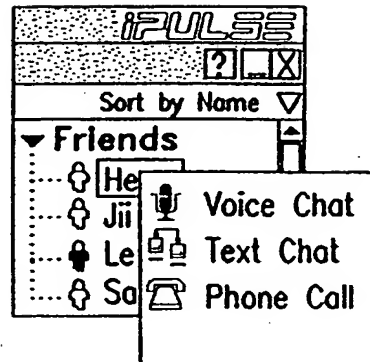 iPULSE
? _ X
Sort by Name
Friends
He
Jii
Le
Sa
Voice Chat
Text Chat
Phone Call